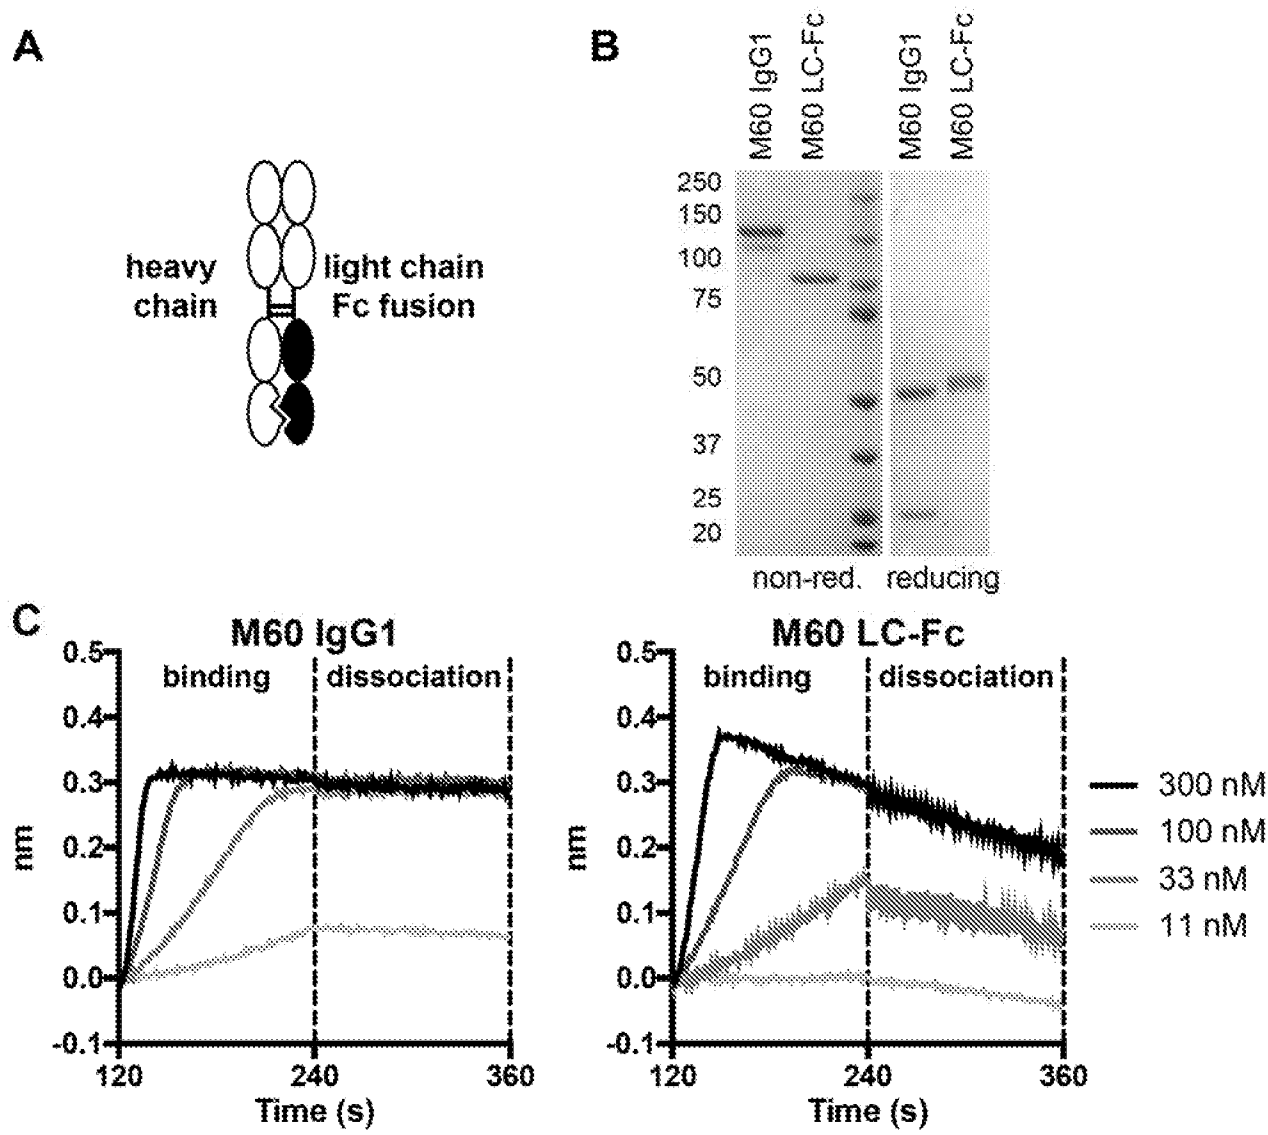 A
heavy chain
light chain Fc fusion
B
M60 IgG1
M60 LC-Fc
M60 IgG1
M60 LC-Fc
250
150
100
75
50
37
25
20
non-red.
reducing
C
M60 IgG1
binding
dissociation
0.5
0.4
0.3
0.2
0.1
0.0
-0.1
nm
120
240
360
Time (s)
M60 LC-Fc
binding
dissociation
0.5
0.4
0.3
0.2
0.1
0.0
-0.1
nm
120
240
360
Time (s)
300 nM
100 nM
33 nM
11 nM